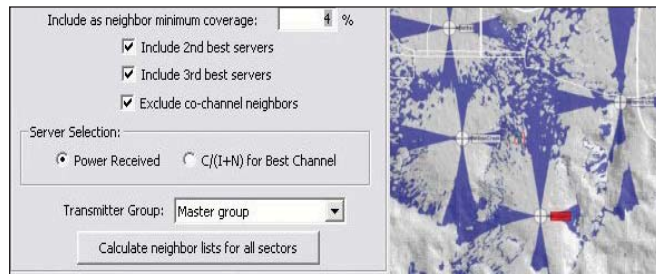 Include as neighbor minimum coverage: 4 %
Include 2nd best servers
Include 3rd best servers
Exclude co-channel neighbors
Server Selection:
Power Received C/(I+N) for Best Channel
Transmitter Group: Master group
Calculate neighbor lists for all sectors